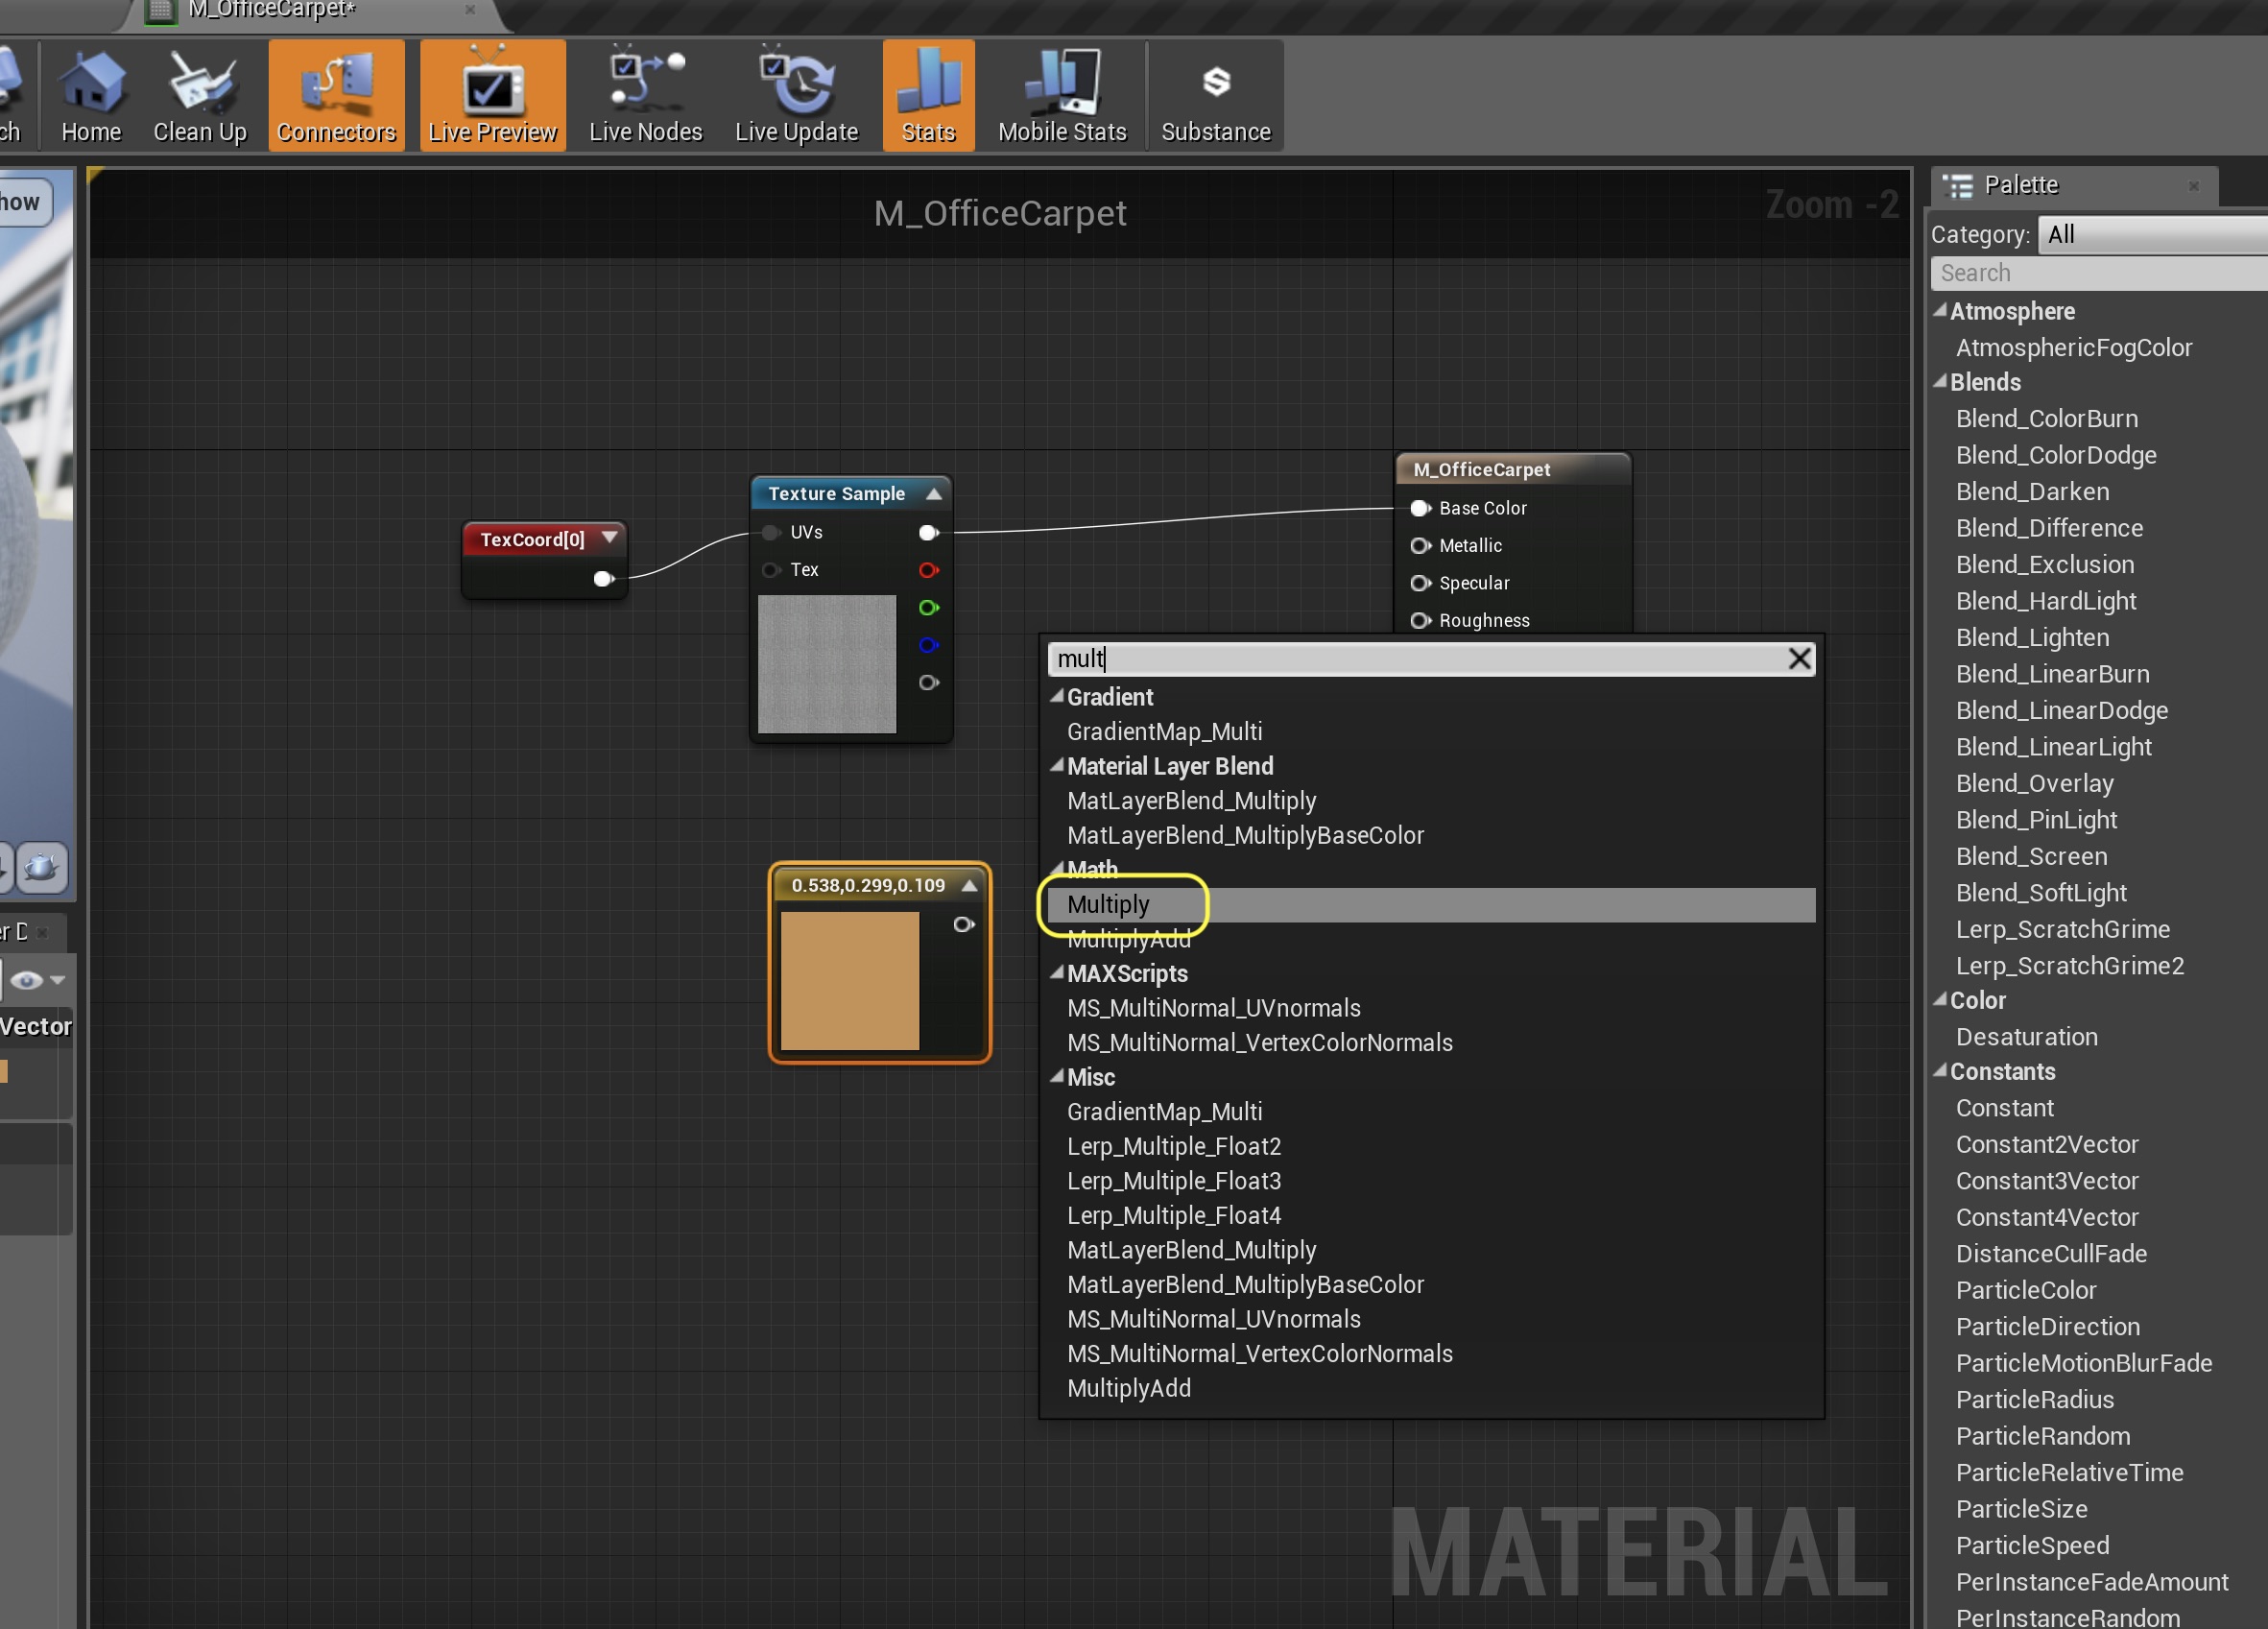 M_OfficeCarpet*
ch
Home
Clean Up
Connectors
Live Preview
Live Nodes
Live Update
Stats
Mobile Stats
Substance
how
M_OfficeCarpet
Zoom -2
Palette
Category: All
Search
Atmosphere
AtmosphericFogColor
Blends
Blend_ColorBurn
Blend_ColorDodge
Blend_Darken
Blend_Difference
Blend_Exclusion
Blend_HardLight
Blend_Lighten
Blend_LinearBurn
Blend_LinearDodge
Blend_LinearLight
Blend_Overlay
Blend_PinLight
Blend_Screen
Blend_SoftLight
Lerp_ScratchGrime
Lerp_ScratchGrime2
Color
Desaturation
Constants
Constant
Constant2Vector
Constant3Vector
Constant4Vector
DistanceCullFade
ParticleColor
ParticleDirection
ParticleMotionBlurFade
ParticleRadius
ParticleRandom
ParticleRelativeTime
ParticleSize
ParticleSpeed
PerInstanceFadeAmount
PerInstanceRandom
TexCoord[0]
Texture Sample
UVs
Tex
M_OfficeCarpet
Base Color
Metallic
Specular
Roughness
0.538,0.299,0.109
mult
Gradient
GradientMap_Multi
Material Layer Blend
MatLayerBlend_Multiply
MatLayerBlend_MultiplyBaseColor
Math
Multiply
MultiplyAdd
MAXScripts
MS_MultiNormal_UVnormals
MS_MultiNormal_VertexColorNormals
Misc
GradientMap_Multi
Lerp_Multiple_Float2
Lerp_Multiple_Float3
Lerp_Multiple_Float4
MatLayerBlend_Multiply
MatLayerBlend_MultiplyBaseColor
MS_MultiNormal_UVnormals
MS_MultiNormal_VertexColorNormals
MultiplyAdd
er D
Vector
MATERIAL